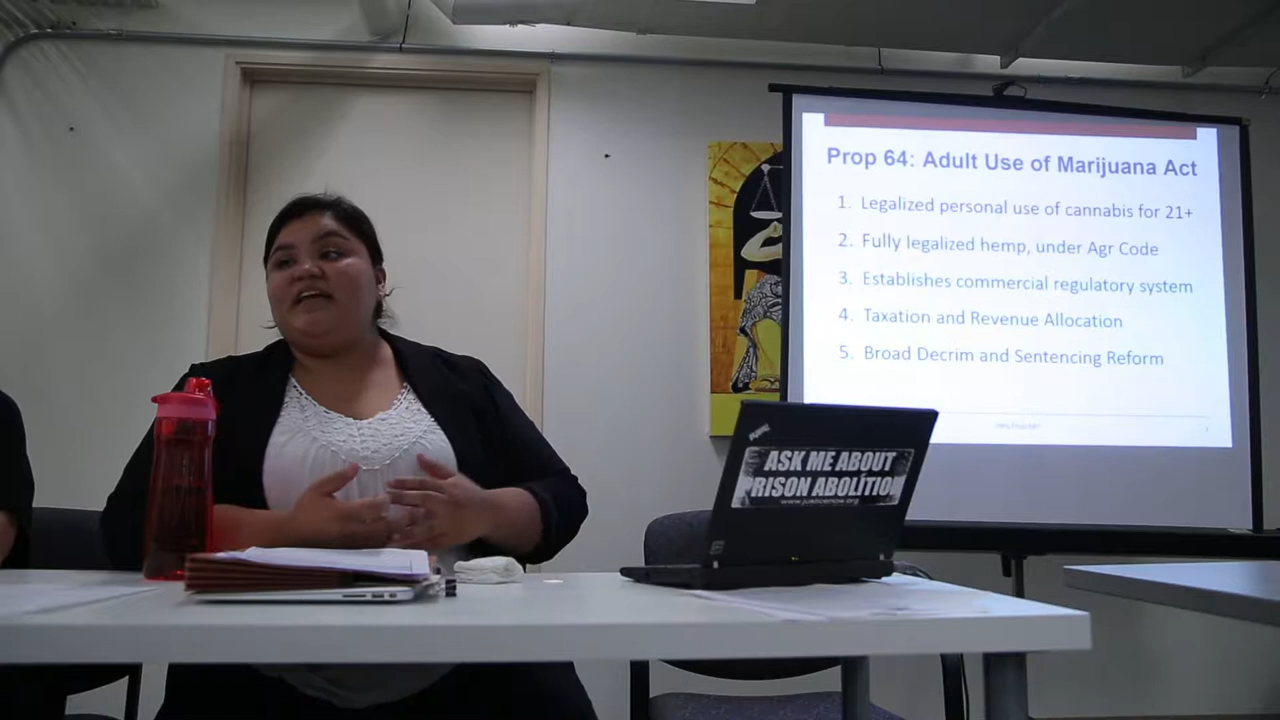 Prop 64: Adult Use of Marijuana Act
1. Legalized personal use of cannabis for 21+
2. Fully legalized hemp, under Agr Code
3. Establishes commercial regulatory system
4. Taxation and Revenue Allocation
5. Broad Decrim and Sentencing Reform
ThinkPad
ASK ME ABOUT
PRISON ABOLITION
www.justicenow.org